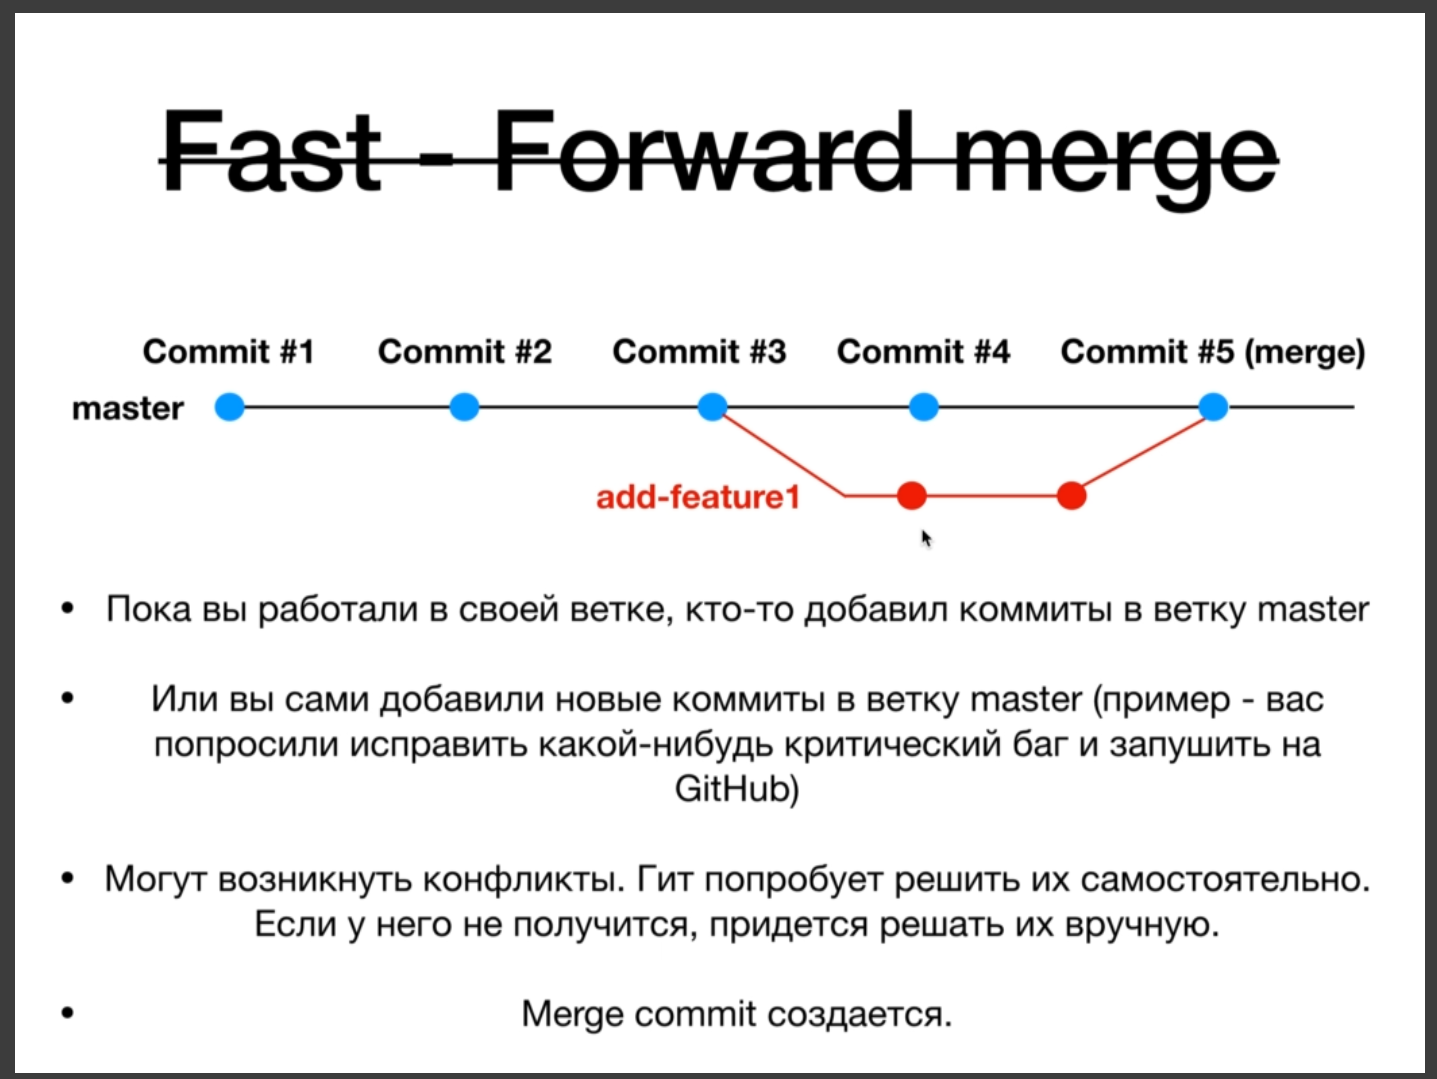 Fast - Forward merge
Commit #1 Commit #2 Commit #3 Commit #4 Commit #5 (merge)
master
add-feature1
• Пока вы работали в своей ветке, кто-то добавил коммиты в ветку master
• Или вы сами добавили новые коммиты в ветку master (пример - вас
попросили исправить какой-нибудь критический баг и запушить на
GitHub)
• Могут возникнуть конфликты. Гит попробует решить их самостоятельно.
Если у него не получится, придется решать их вручную.
• Merge commit создается.